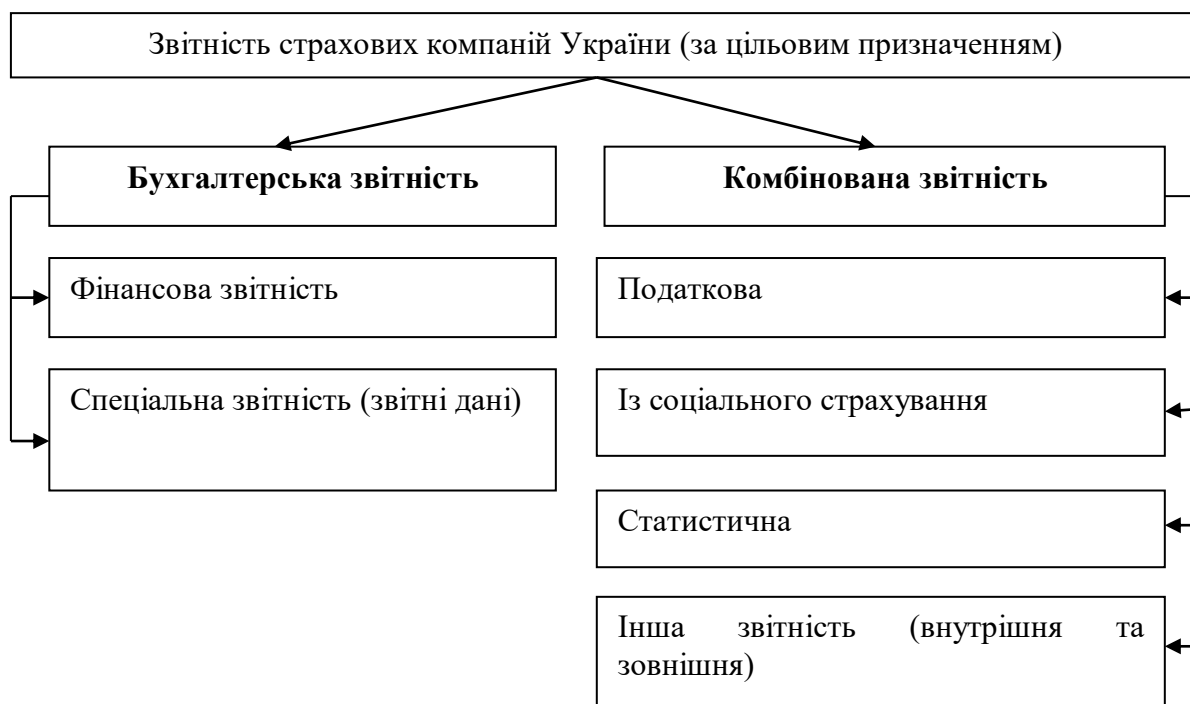 Звітність страхових компаній України (за цільовим призначенням)
Бухгалтерська звітність
Комбінована звітність
Фінансова звітність
Податкова
Спеціальна звітність (звітні дані)
Із соціального страхування
Статистична
Інша звітність (внутрішня та
зовнішня)